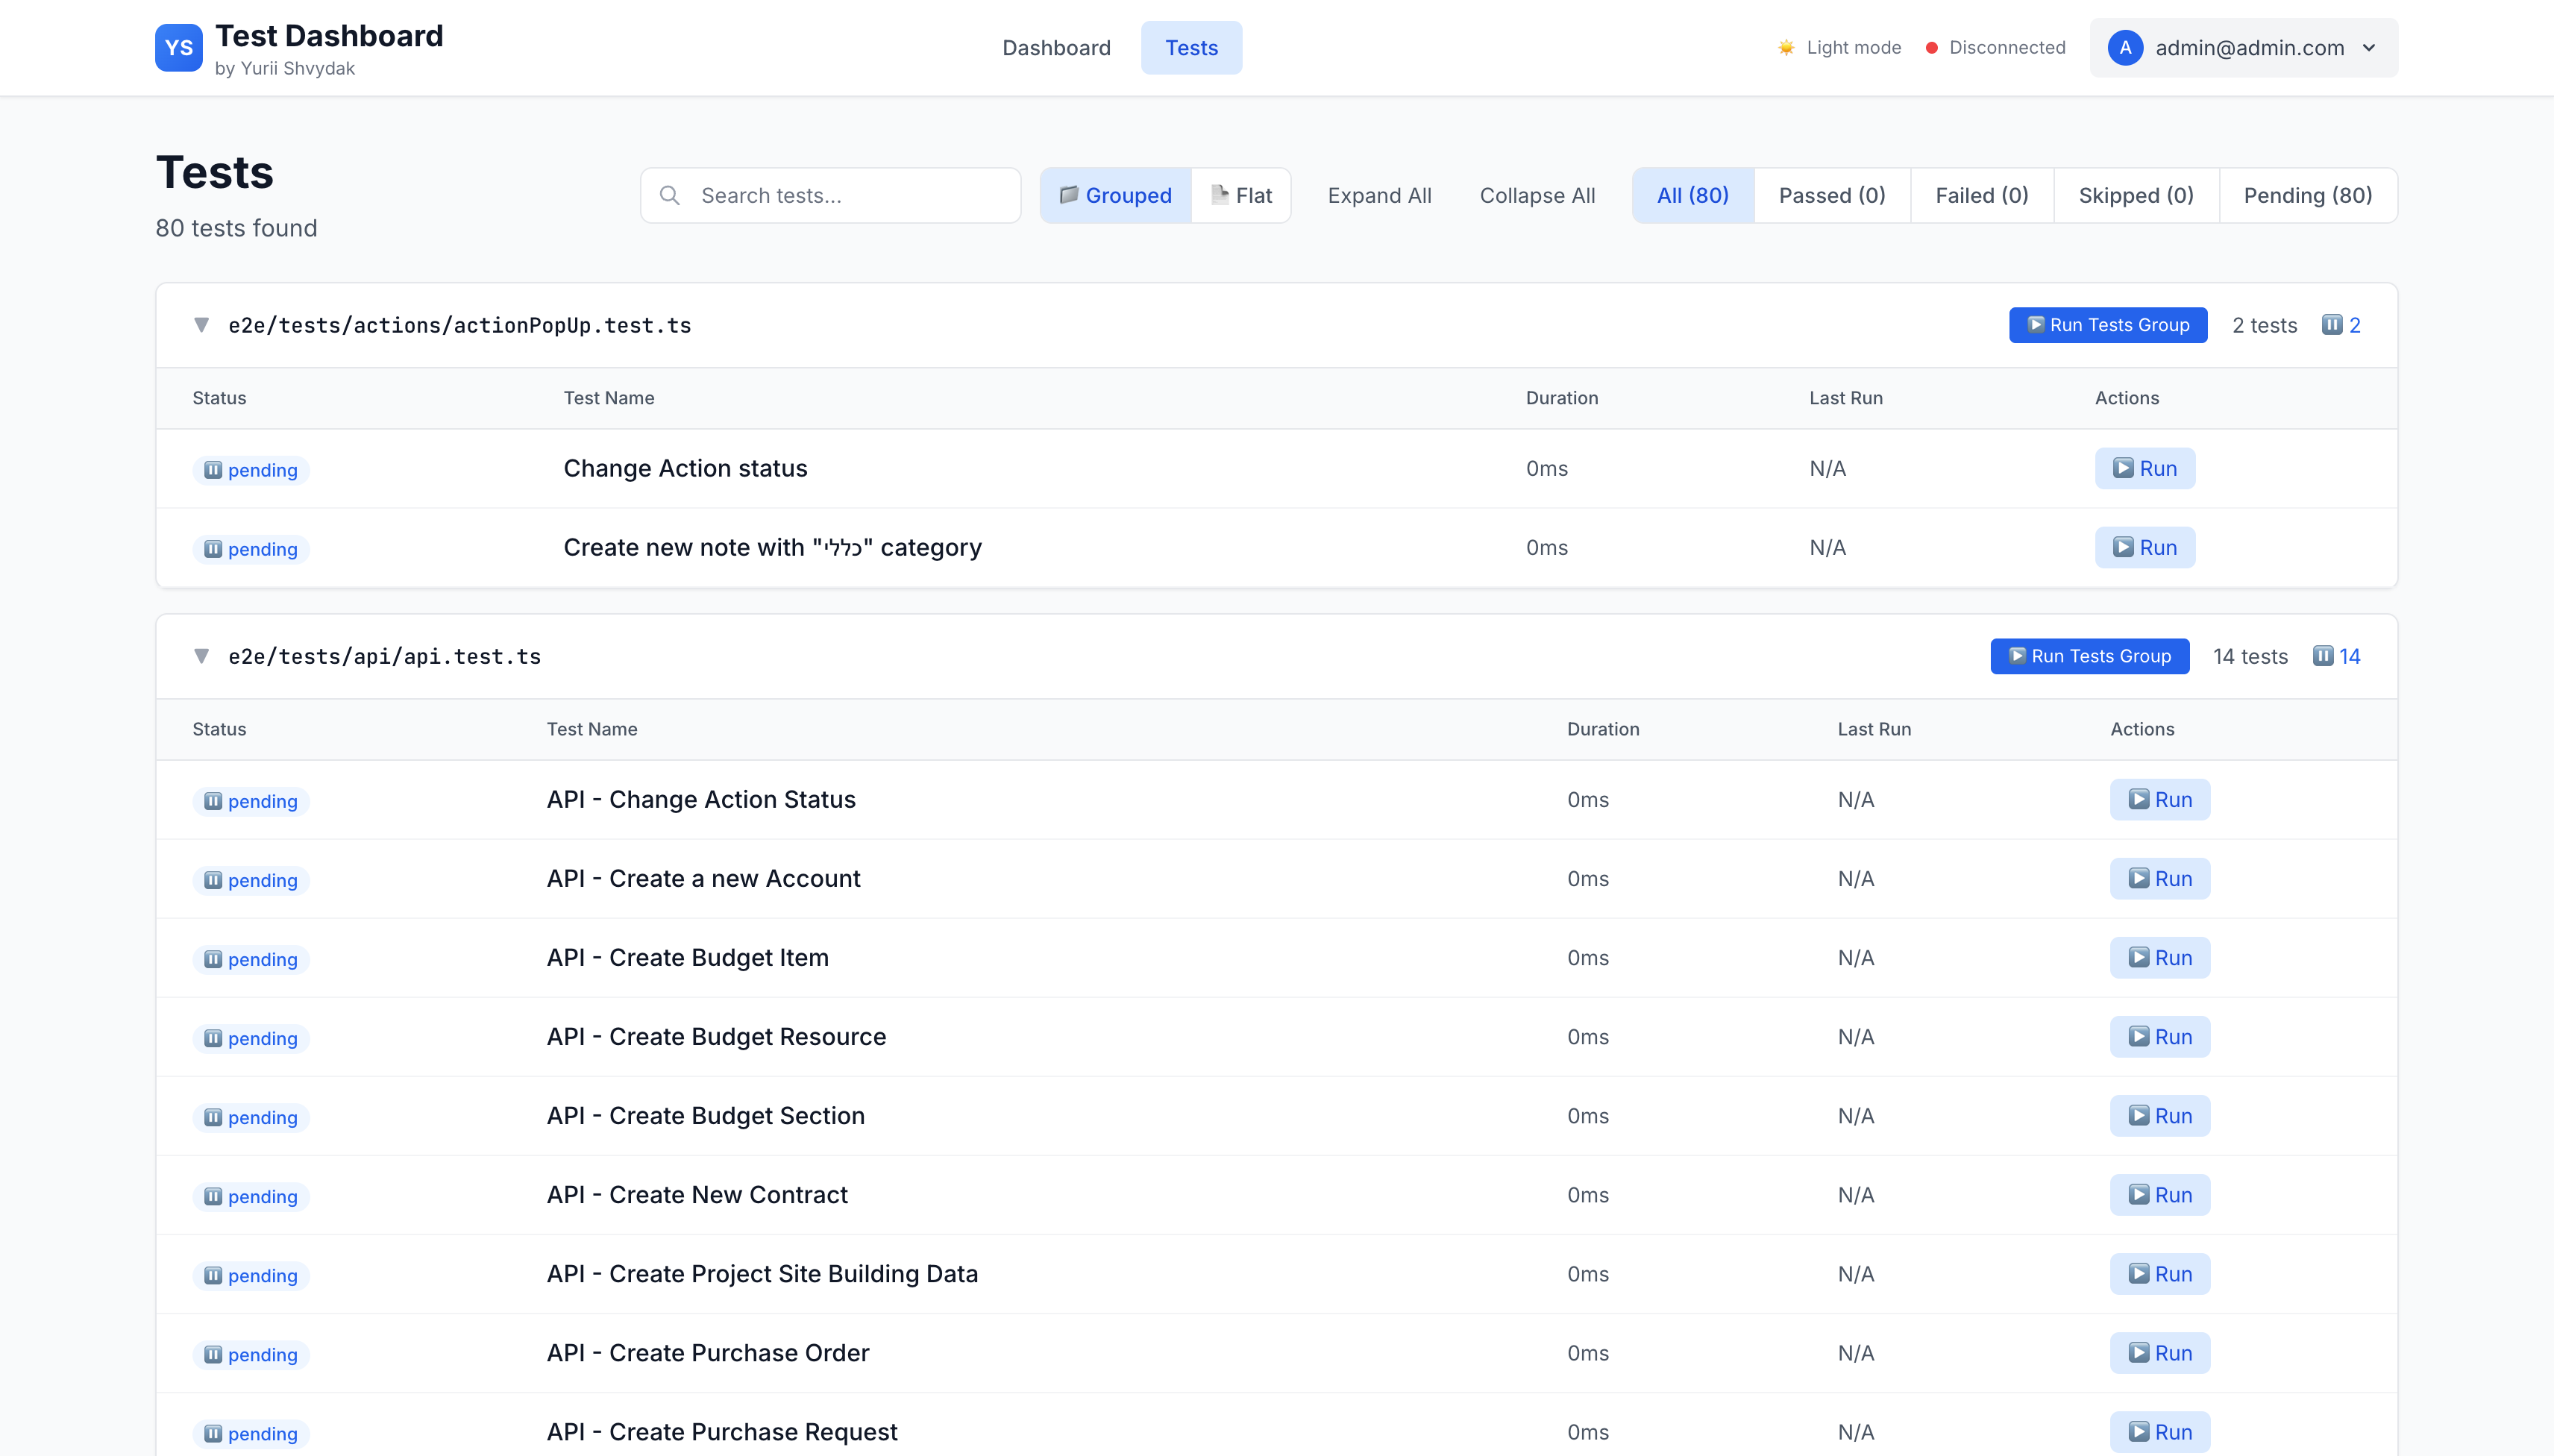 YS
Test Dashboard
by Yurii Shvydak
Dashboard
Tests
Light mode
Disconnected
A
admin@admin.com
Tests
80 tests found
Search tests...
Grouped
Flat
Expand All
Collapse All
All (80)
Passed (0)
Failed (0)
Skipped (0)
Pending (80)
e2e/tests/actions/actionPopUp.test.ts
Run Tests Group
2 tests
2
Status Test Name Duration Last Run Actions
pending Change Action status 0ms N/A Run
pending Create new note with "כללי" category 0ms N/A Run
e2e/tests/api/api.test.ts
Run Tests Group
14 tests
14
Status Test Name Duration Last Run Actions
pending API - Change Action Status 0ms N/A Run
pending API - Create a new Account 0ms N/A Run
pending API - Create Budget Item 0ms N/A Run
pending API - Create Budget Resource 0ms N/A Run
pending API - Create Budget Section 0ms N/A Run
pending API - Create New Contract 0ms N/A Run
pending API - Create Project Site Building Data 0ms N/A Run
pending API - Create Purchase Order 0ms N/A Run
pending API - Create Purchase Request 0ms N/A Run